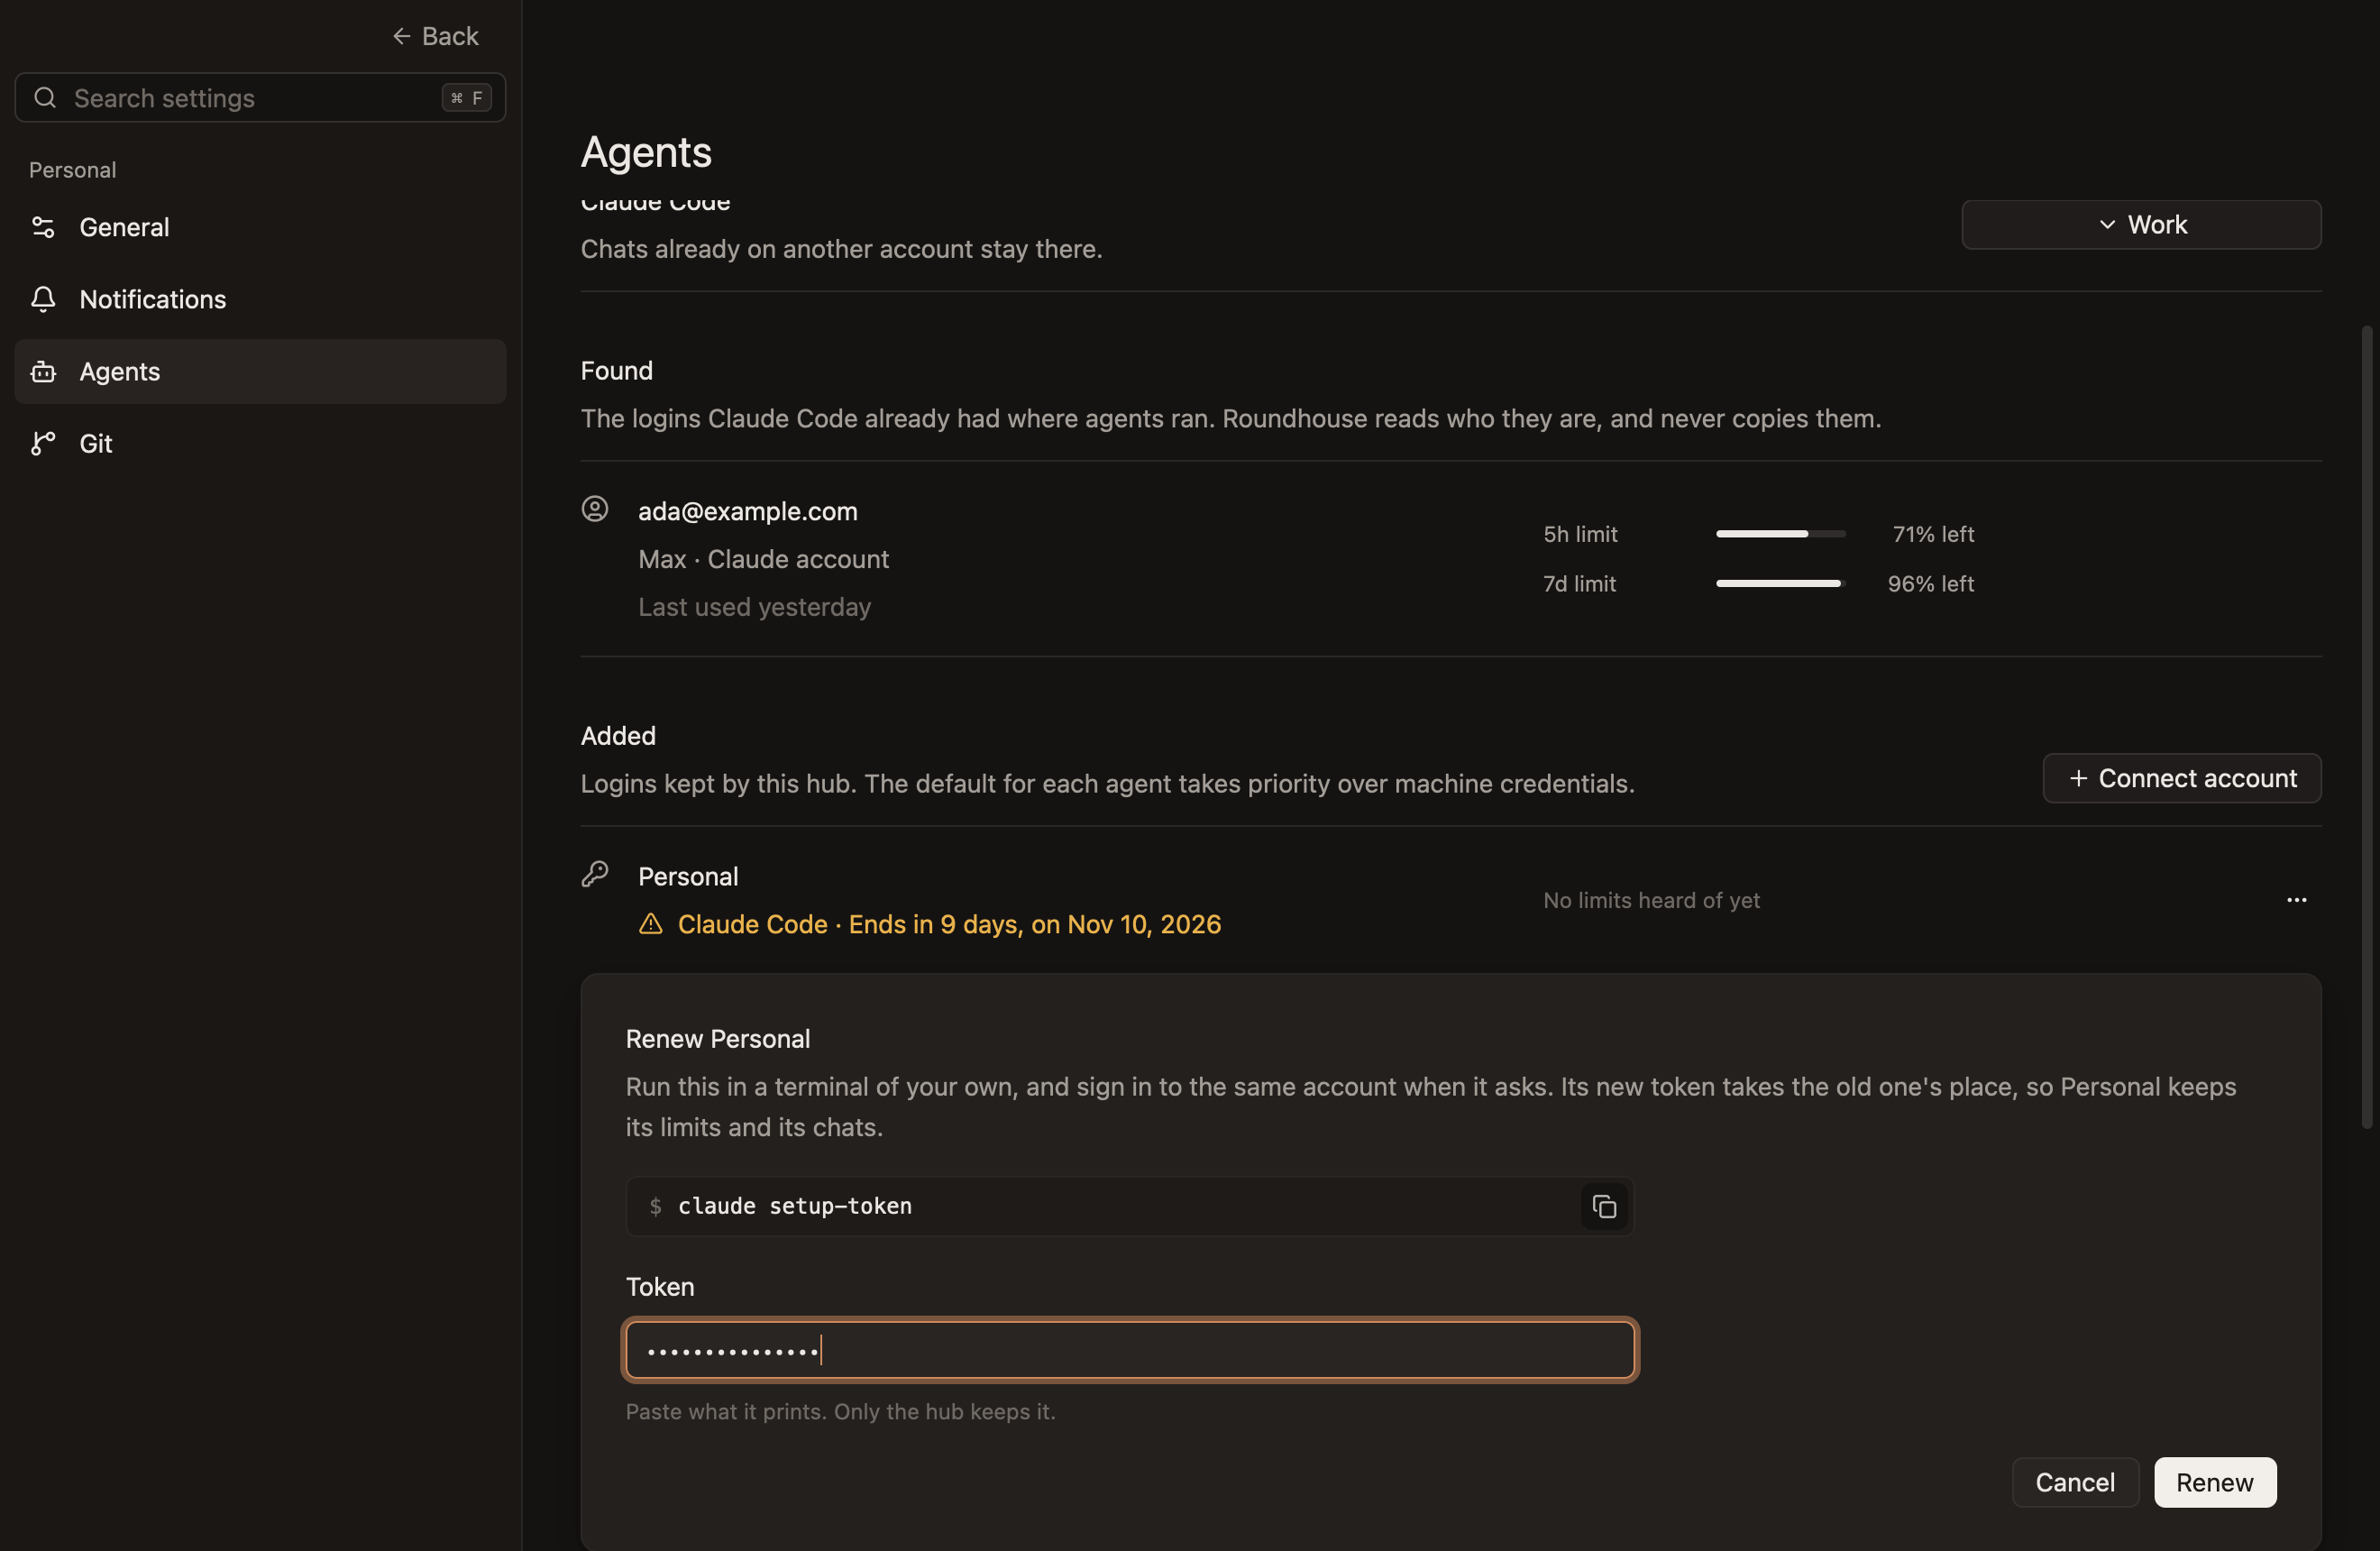 Back
Search settings
⌘ F
Personal
General
Notifications
Agents
Git
Agents
Claude Code
Chats already on another account stay there.
Work
Found
The logins Claude Code already had where agents ran. Roundhouse reads who they are, and never copies them.
ada@example.com
Max · Claude account
Last used yesterday
5h limit
71% left
7d limit
96% left
Added
Logins kept by this hub. The default for each agent takes priority over machine credentials.
Connect account
Personal
Claude Code · Ends in 9 days, on Nov 10, 2026
No limits heard of yet
Renew Personal
Run this in a terminal of your own, and sign in to the same account when it asks. Its new token takes the old one's place, so Personal keeps
its limits and its chats.
$ claude setup-token
Token
•••••••••••••••
Paste what it prints. Only the hub keeps it.
Cancel
Renew